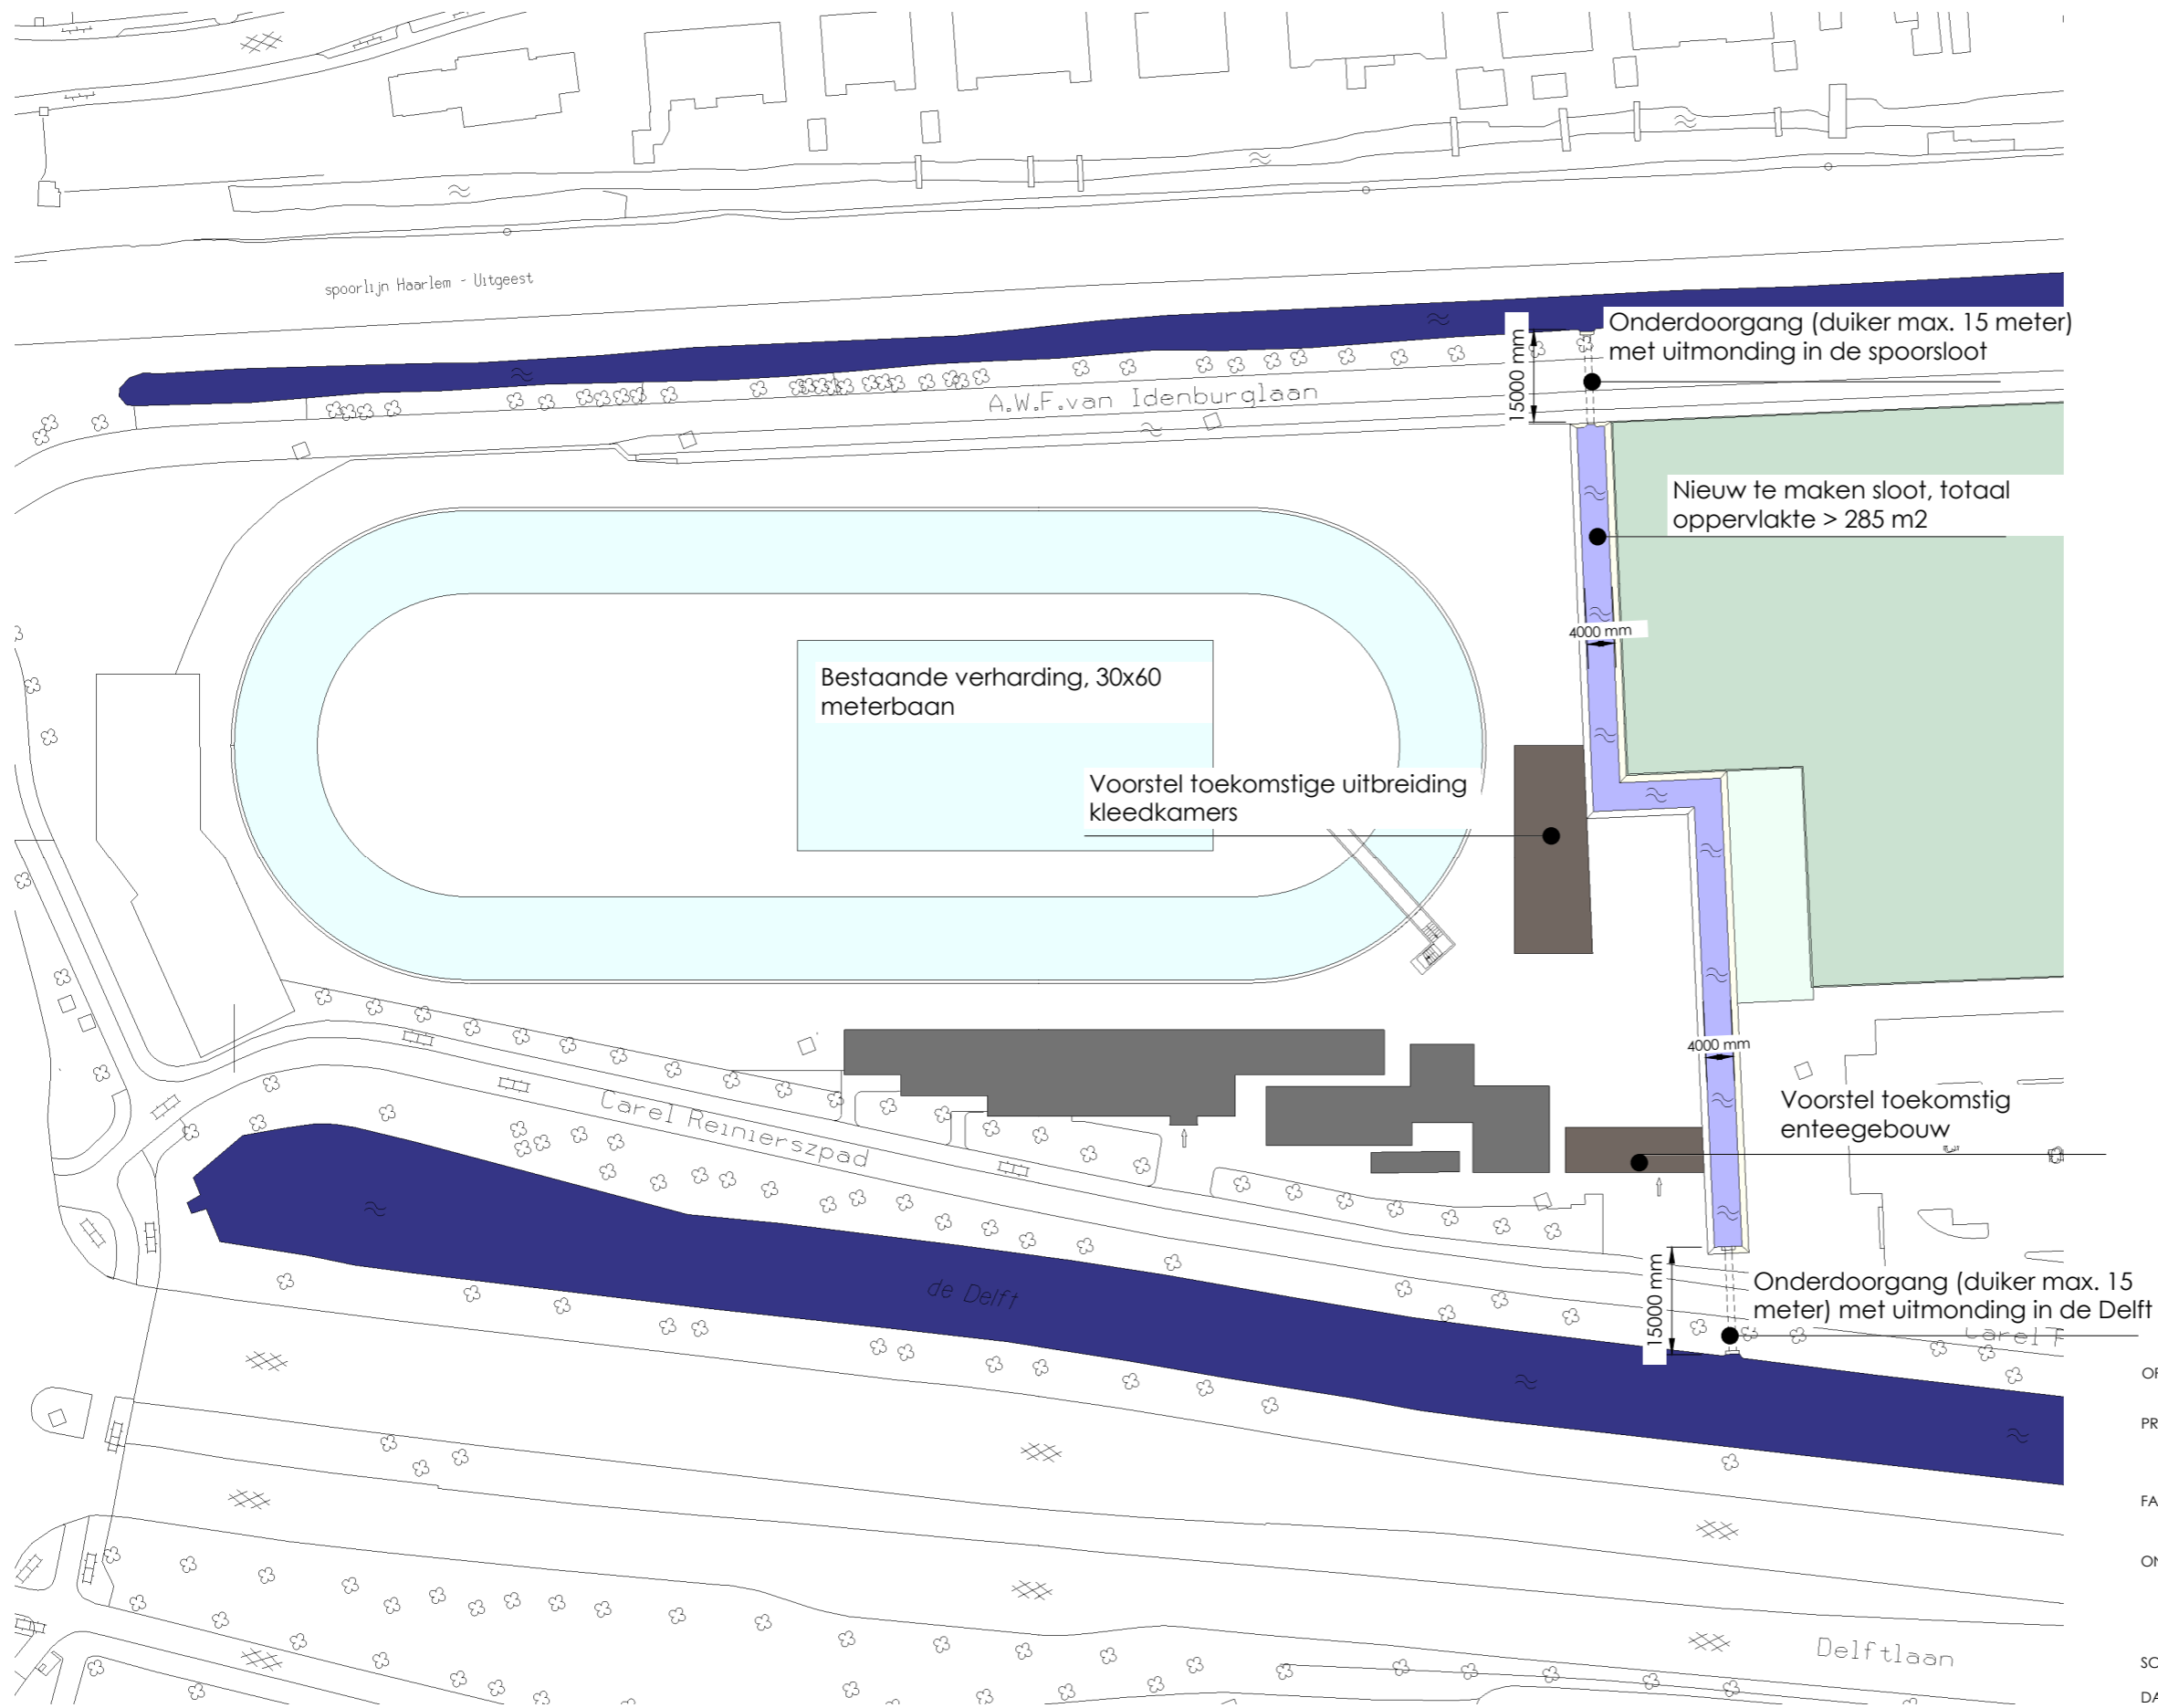 spoorlijn Haarlem - Uitgeest
Onderdoorgang (duiker max. 15 meter)
met uitmonding in de spoorsloot
15000 mm
A.W.F.van Idenburglaan
Nieuw te maken sloot, totaal
oppervlakte > 285 m2
4000 mm
Bestaande verharding, 30x60
meterbaan
Voorstel toekomstige uitbreiding
kleedkamers
4000 mm
Voorstel toekomstig
enteegebouw
Carel Reinierszpad
de Delft
15000 mm
Onderdoorgang (duiker max. 15
meter) met uitmonding in de Delft
Carel
Delftlaan